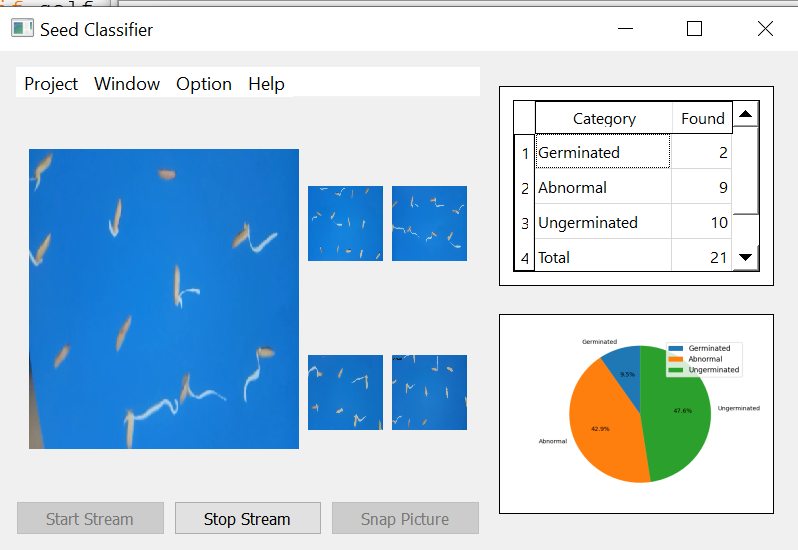 if self.
Seed Classifier
Project Window Option Help
Category Found
1 Germinated 2
2 Abnormal 9
3 Ungerminated 10
4 Total 21
Germinated
Germinated
Abnormal
Ungerminated
9.5%
47.6%
Ungerminated
42.9%
Abnormal
Start Stream Stop Stream Snap Picture